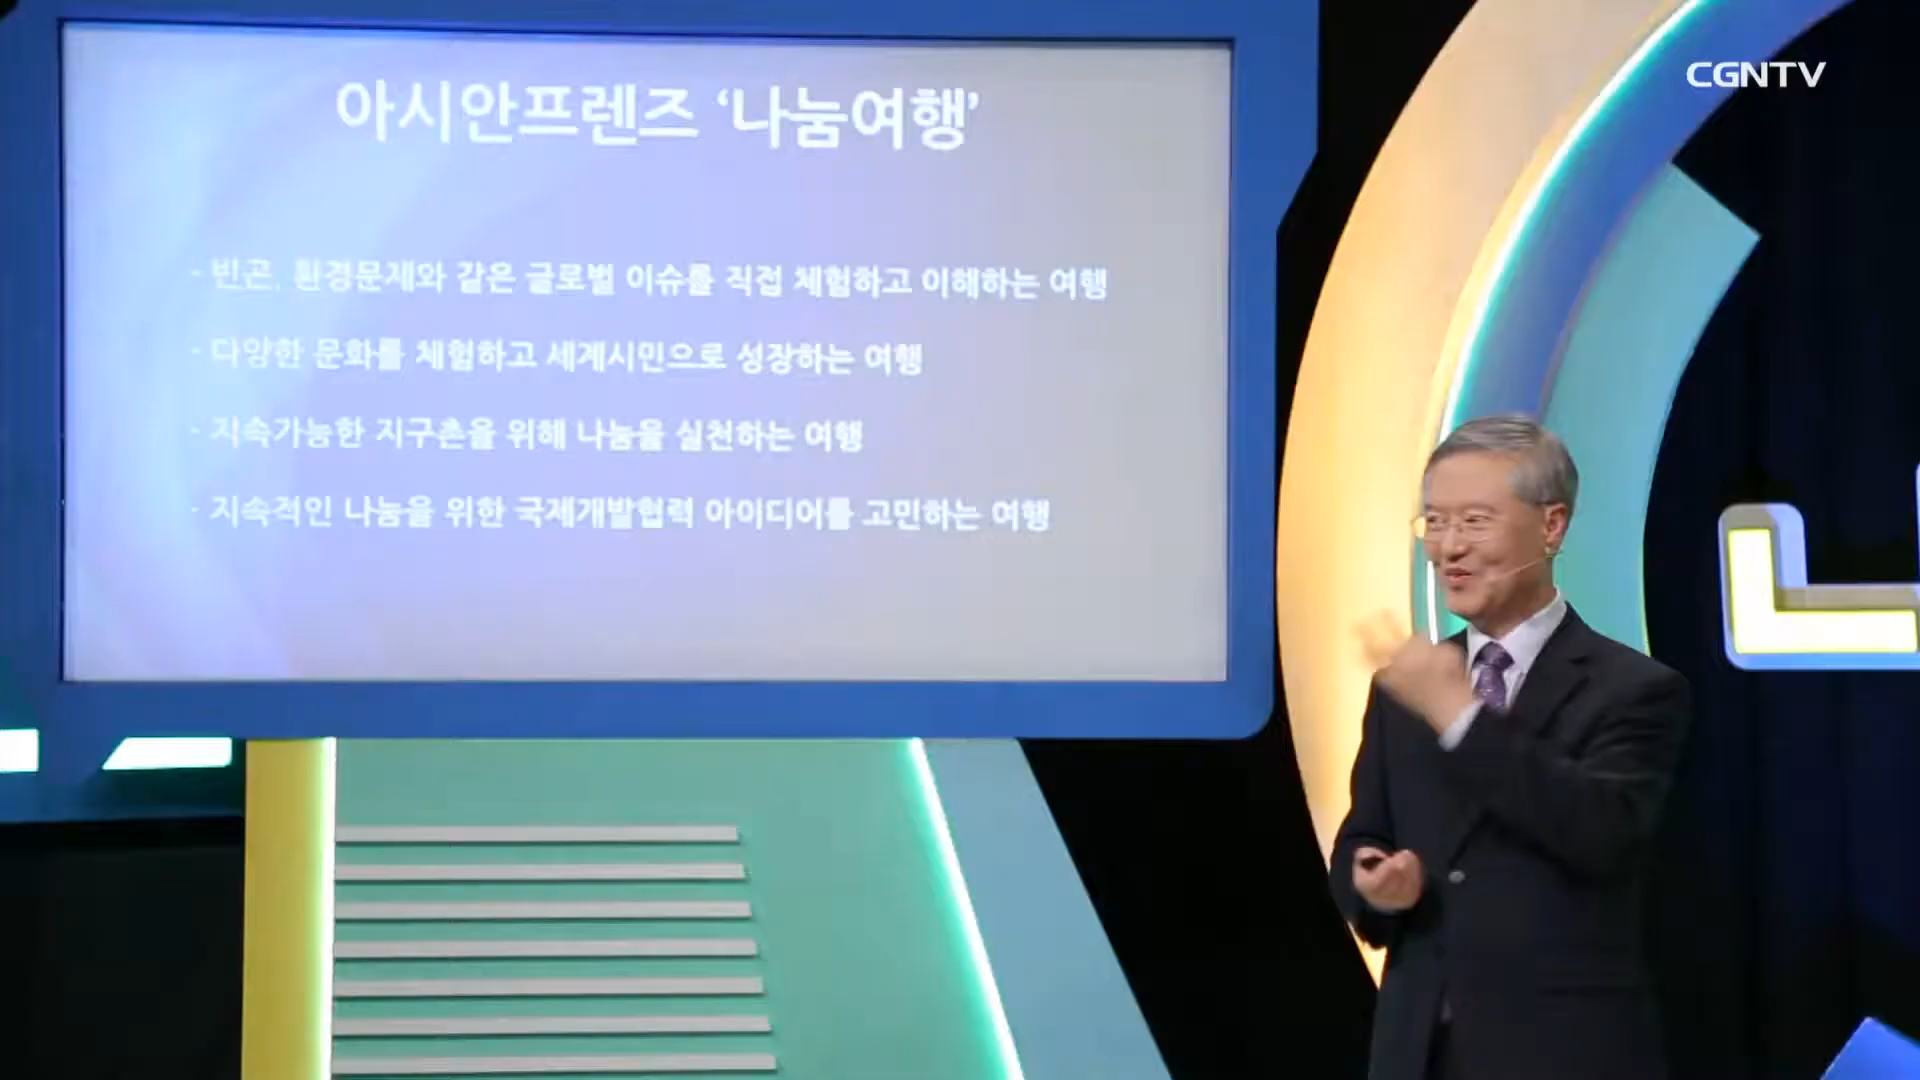 CGNTV
아시안프렌즈 ‘나눔여행’
- 빈곤, 환경문제와 같은 글로벌 이슈를 직접 체험하고 이해하는 여행
- 다양한 문화를 체험하고 세계시민으로 성장하는 여행
- 지속가능한 지구촌을 위해 나눔을 실천하는 여행
- 지속적인 나눔을 위한 국제개발협력 아이디어를 고민하는 여행